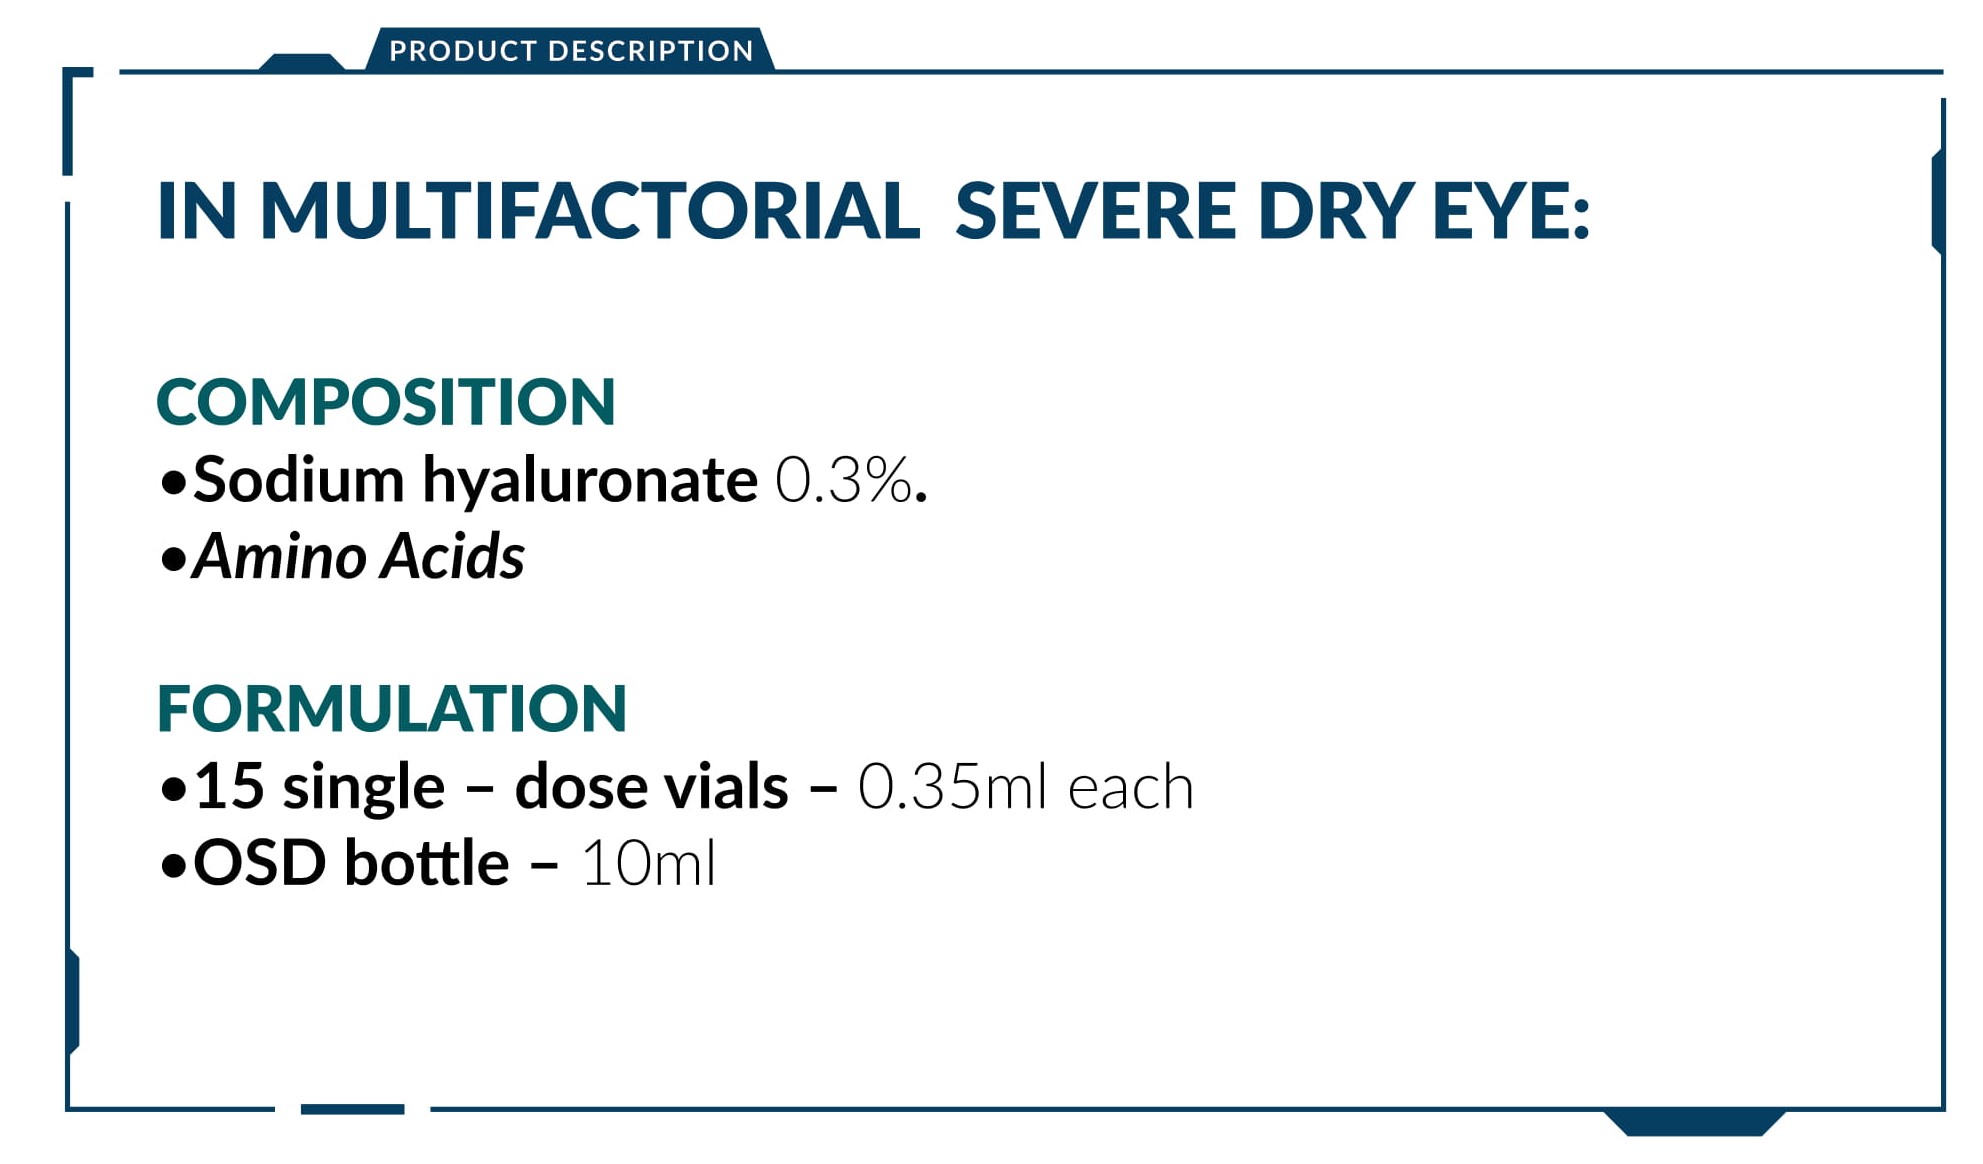 PRODUCT DESCRIPTION
IN MULTIFACTORIAL  SEVERE DRY EYE:
COMPOSITION
•Sodium hyaluronate 0.3%.
•Amino Acids
FORMULATION
•15 single – dose vials – 0.35ml each
•OSD bottle – 10ml